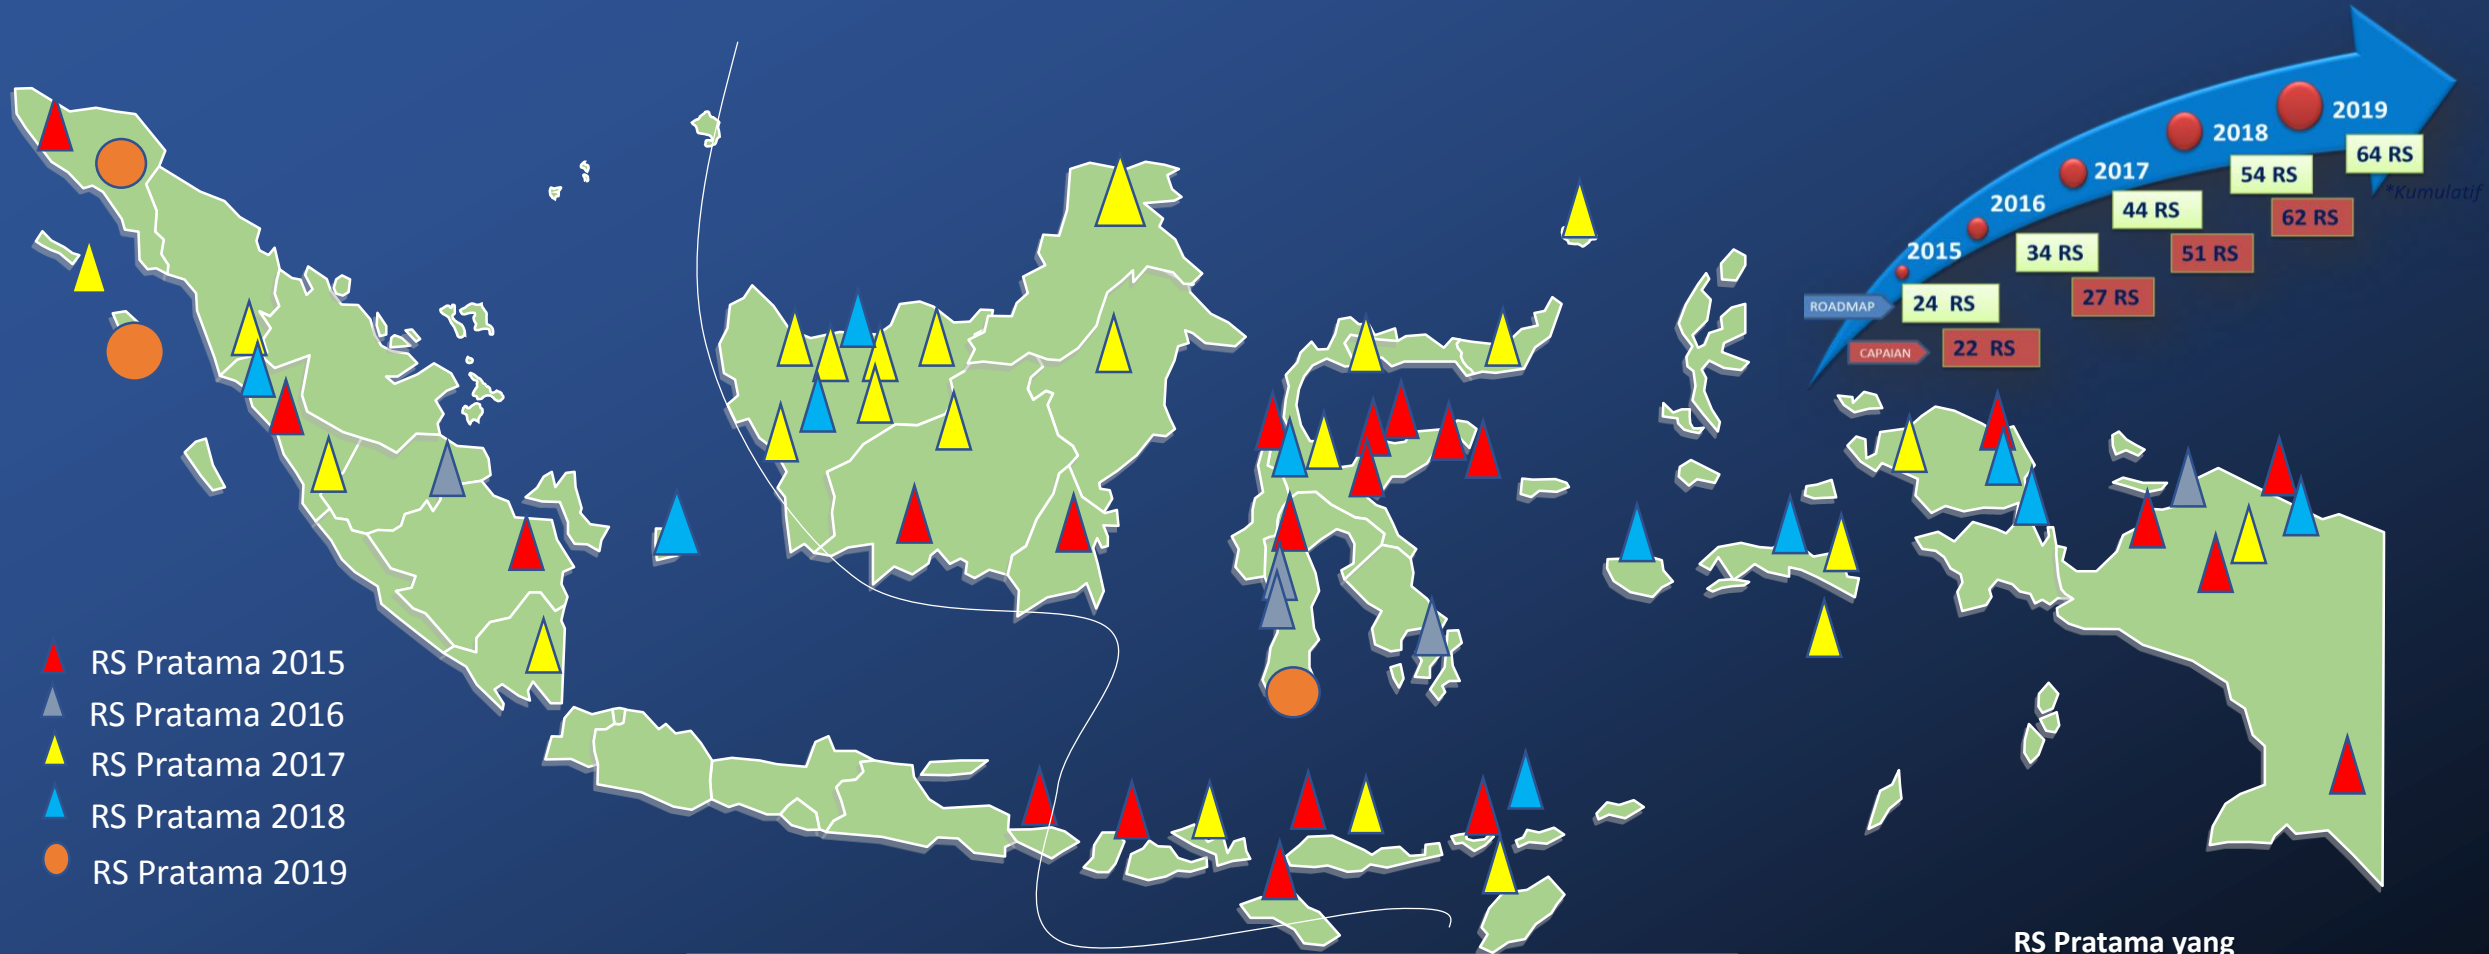 2019
64 RS
*Kumulatif
2018
54 RS
62 RS
2017
44 RS
51 RS
2016
34 RS
27 RS
2015
ROADMAP
24 RS
CAPAIAN
22 RS
RS Pratama 2015
RS Pratama 2016
RS Pratama 2017
RS Pratama 2018
RS Pratama 2019
RS Pratama yang